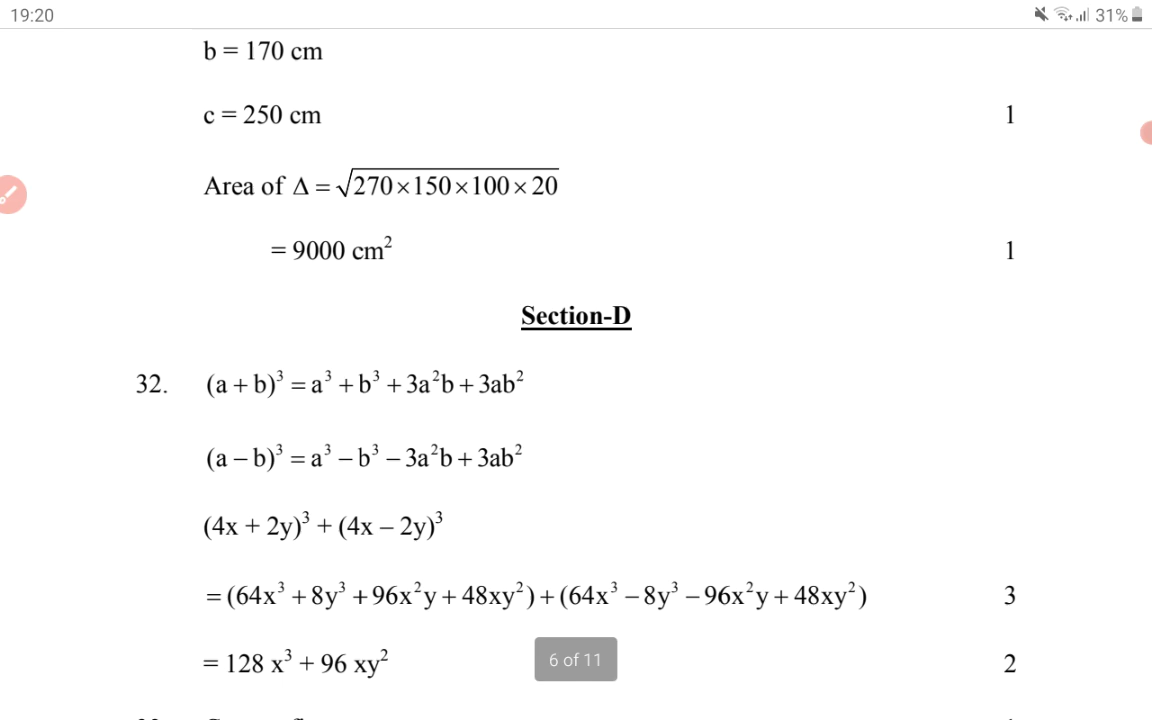 19:20 31%
b = 170 cm
c = 250 cm 1
Area of Δ = √270×150×100×20
= 9000 cm² 1
Section-D
32. (a + b)³ = a³ + b³ + 3a²b + 3ab²
(a – b)³ = a³ – b³ – 3a²b + 3ab²
(4x + 2y)³ + (4x – 2y)³
= (64x³ + 8y³ + 96x²y + 48xy²) + (64x³ – 8y³ – 96x²y + 48xy²) 3
= 128 x³ + 96 xy² 2
6 of 11